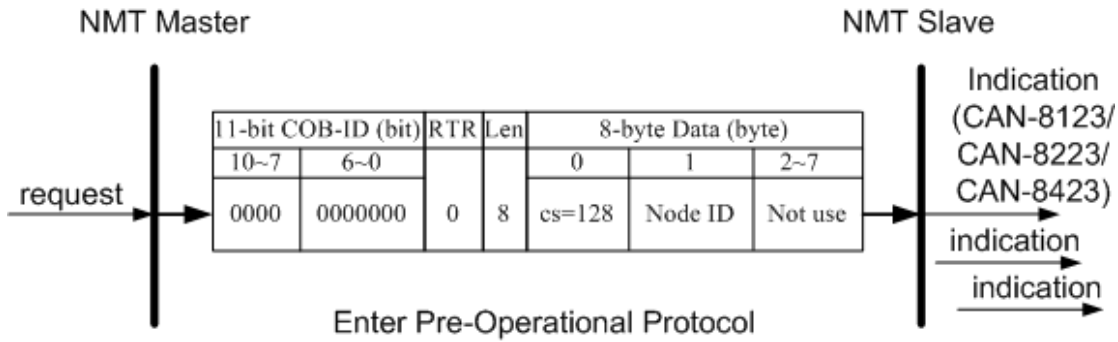 NMT Master
NMT Slave
request
11-bit COB-ID (bit) RTR Len 8-byte Data (byte)
10~7 6~0 0 1 2~7
0000 0000000 0 8 cs=128 Node ID Not use
Indication
(CAN-8123/
CAN-8223/
CAN-8423)
indication
indication
Enter Pre-Operational Protocol